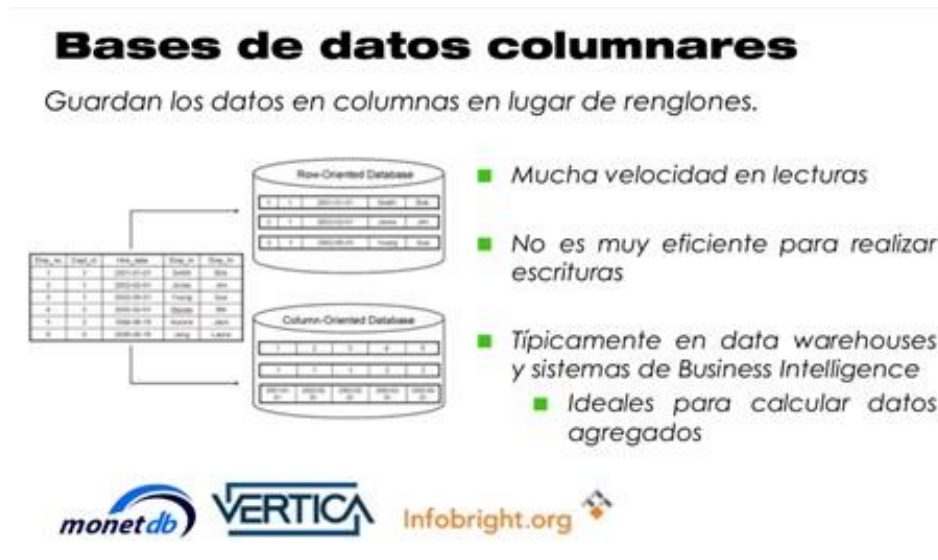 Bases de datos columnares
Guardan los datos en columnas en lugar de renglones.
Row-Oriented Database
Column-Oriented Database
Mucha velocidad en lecturas
No es muy eficiente para realizar
escrituras
Típicamente en data warehouses
y sistemas de Business Intelligence
Ideales para calcular datos
agregados
monetdb
VERTICA
Infobright.org